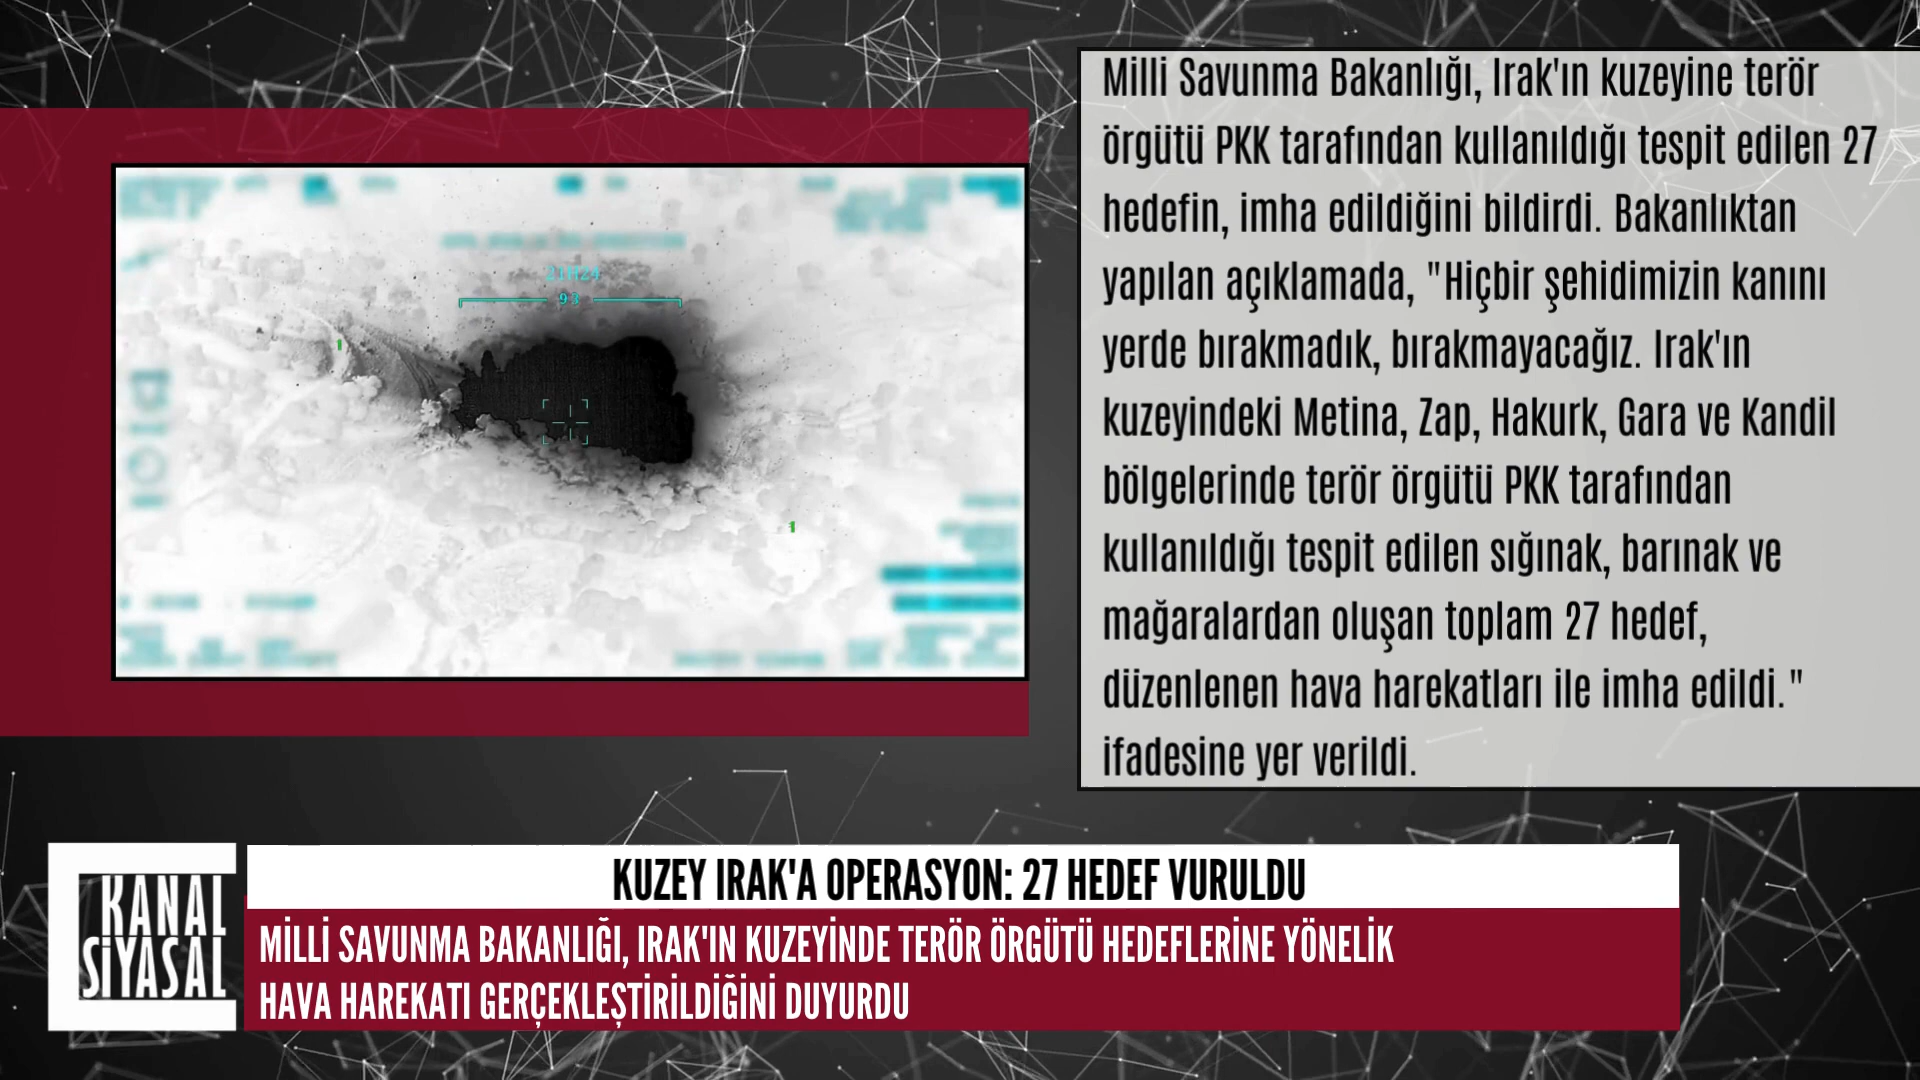 Milli Savunma Bakanlığı, Irak'ın kuzeyine terör
örgütü PKK tarafından kullanıldığı tespit edilen 27
hedefin, imha edildiğini bildirdi. Bakanlıktan
yapılan açıklamada, "Hiçbir şehidimizin kanını
yerde bırakmadık, bırakmayacağız. Irak'ın
kuzeyindeki Metina, Zap, Hakurk, Gara ve Kandil
bölgelerinde terör örgütü PKK tarafından
kullanıldığı tespit edilen sığınak, barınak ve
mağaralardan oluşan toplam 27 hedef,
düzenlenen hava harekatları ile imha edildi."
ifadesine yer verildi.
93
KUZEY IRAK'A OPERASYON: 27 HEDEF VURULDU
MİLLİ SAVUNMA BAKANLIĞI, IRAK'IN KUZEYİNDE TERÖR ÖRGÜTÜ HEDEFLERİNE YÖNELİK
HAVA HAREKATI GERÇEKLEŞTİRİLDİĞİNİ DUYURDU
KANAL
SİYASAL